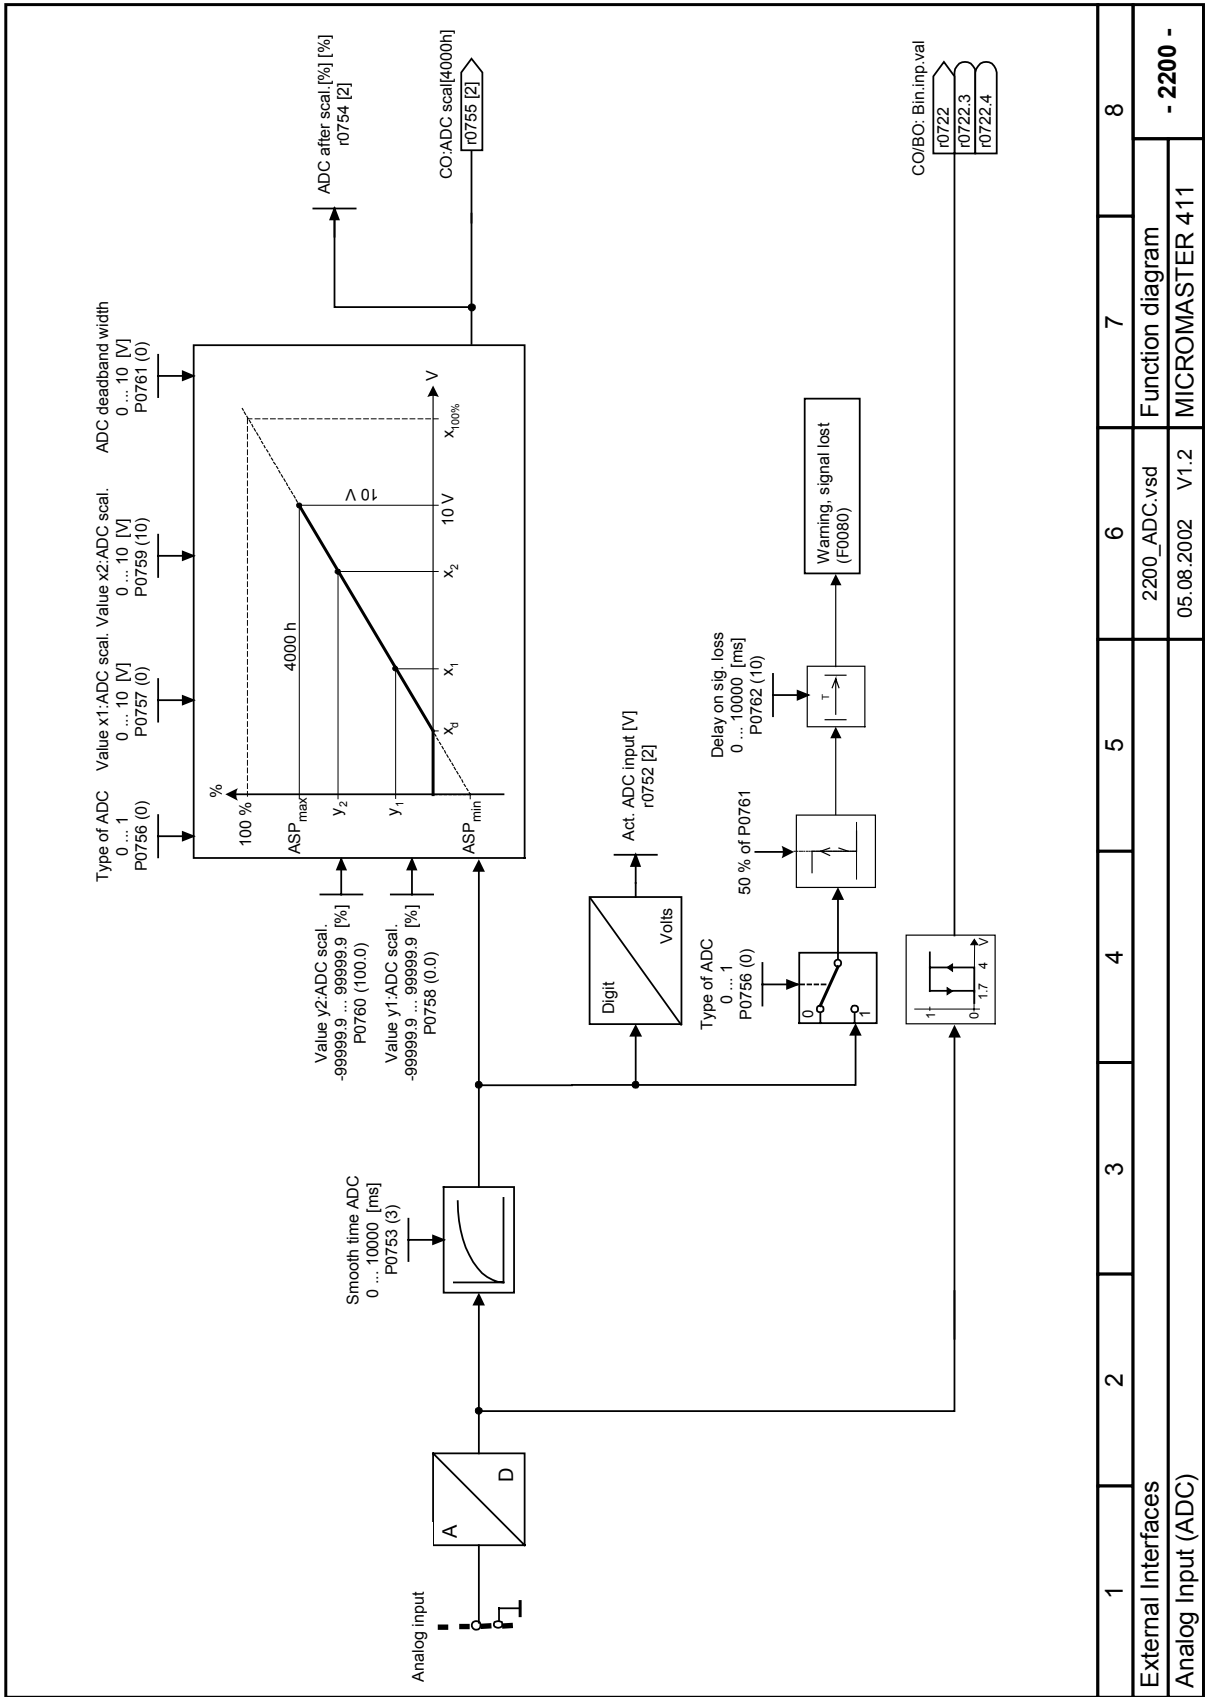 Type of ADC
0 ... 1
P0756 (0)
Value x1:ADC scal.
0 ... 10 [V]
P0757 (0)
Value x2:ADC scal.
0 ... 10 [V]
P0759 (10)
ADC deadband width
0 ... 10 [V]
P0761 (0)
%
100 %
ASPmax
y2
y1
ASPmin
4000 h
10 V
xd
x1
x2
10 V
x100%
V
ADC after scal.[%] [%]
r0754 [2]
CO:ADC scal[4000h]
r0755 [2]
Value y2:ADC scal.
-99999.9 ... 99999.9 [%]
P0760 (100.0)
Value y1:ADC scal.
-99999.9 ... 99999.9 [%]
P0758 (0.0)
Smooth time ADC
0 ... 10000 [ms]
P0753 (3)
Analog input
A
D
Digit
Volts
Act. ADC input [V]
r0752 [2]
Type of ADC
0 ... 1
P0756 (0)
0
1
50 % of P0761
Delay on sig. loss
0 ... 10000 [ms]
P0762 (10)
T
Warning, signal lost
(F0080)
1
0
1.7
4
V
CO/BO: Bin.inp.val
r0722
r0722.3
r0722.4
1
2
3
4
5
6
7
8
External Interfaces
2200_ADC.vsd
Function diagram
- 2200 -
Analog Input (ADC)
05.08.2002
V1.2
MICROMASTER 411